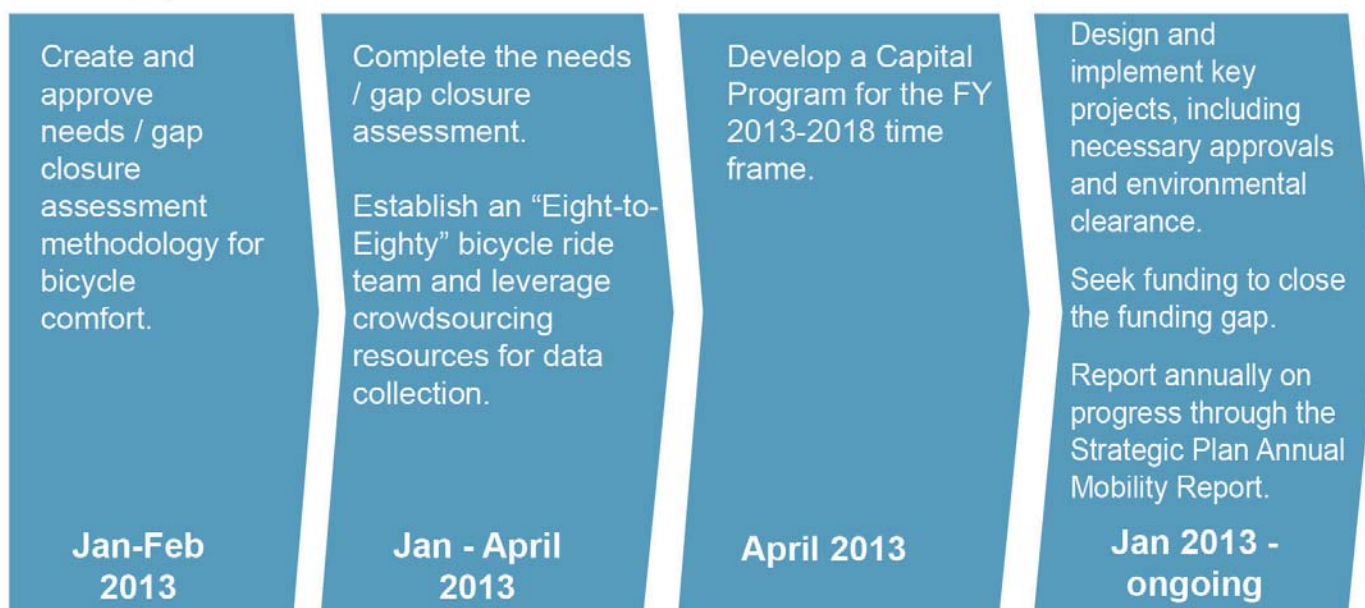 Create and
approve
needs / gap
closure
assessment
methodology for
bicycle
comfort.
Jan-Feb
2013
Complete the needs
/ gap closure
assessment.
Establish an “Eight-to-
Eighty” bicycle ride
team and leverage
crowdsourcing
resources for data
collection.
Jan - April
2013
Develop a Capital
Program for the FY
2013-2018 time
frame.
April 2013
Design and
implement key
projects, including
necessary approvals
and environmental
clearance.
Seek funding to close
the funding gap.
Report annually on
progress through the
Strategic Plan Annual
Mobility Report.
Jan 2013 -
ongoing